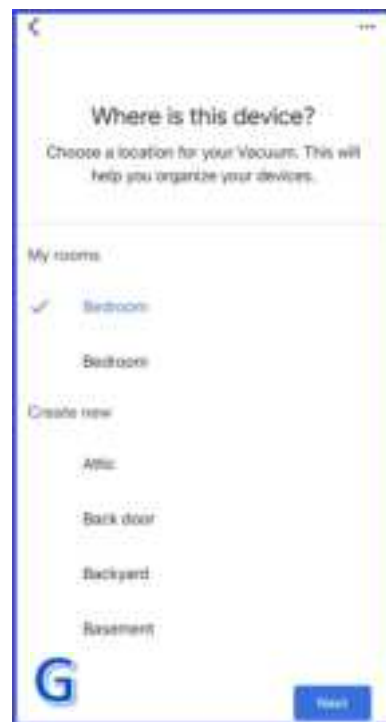 Where is this device?
Choose a location for your Vacuum. This will
help you organize your devices.
My rooms
Bedroom
Bedroom
Create new
Attic
Back door
Backyard
Basement
G
Next